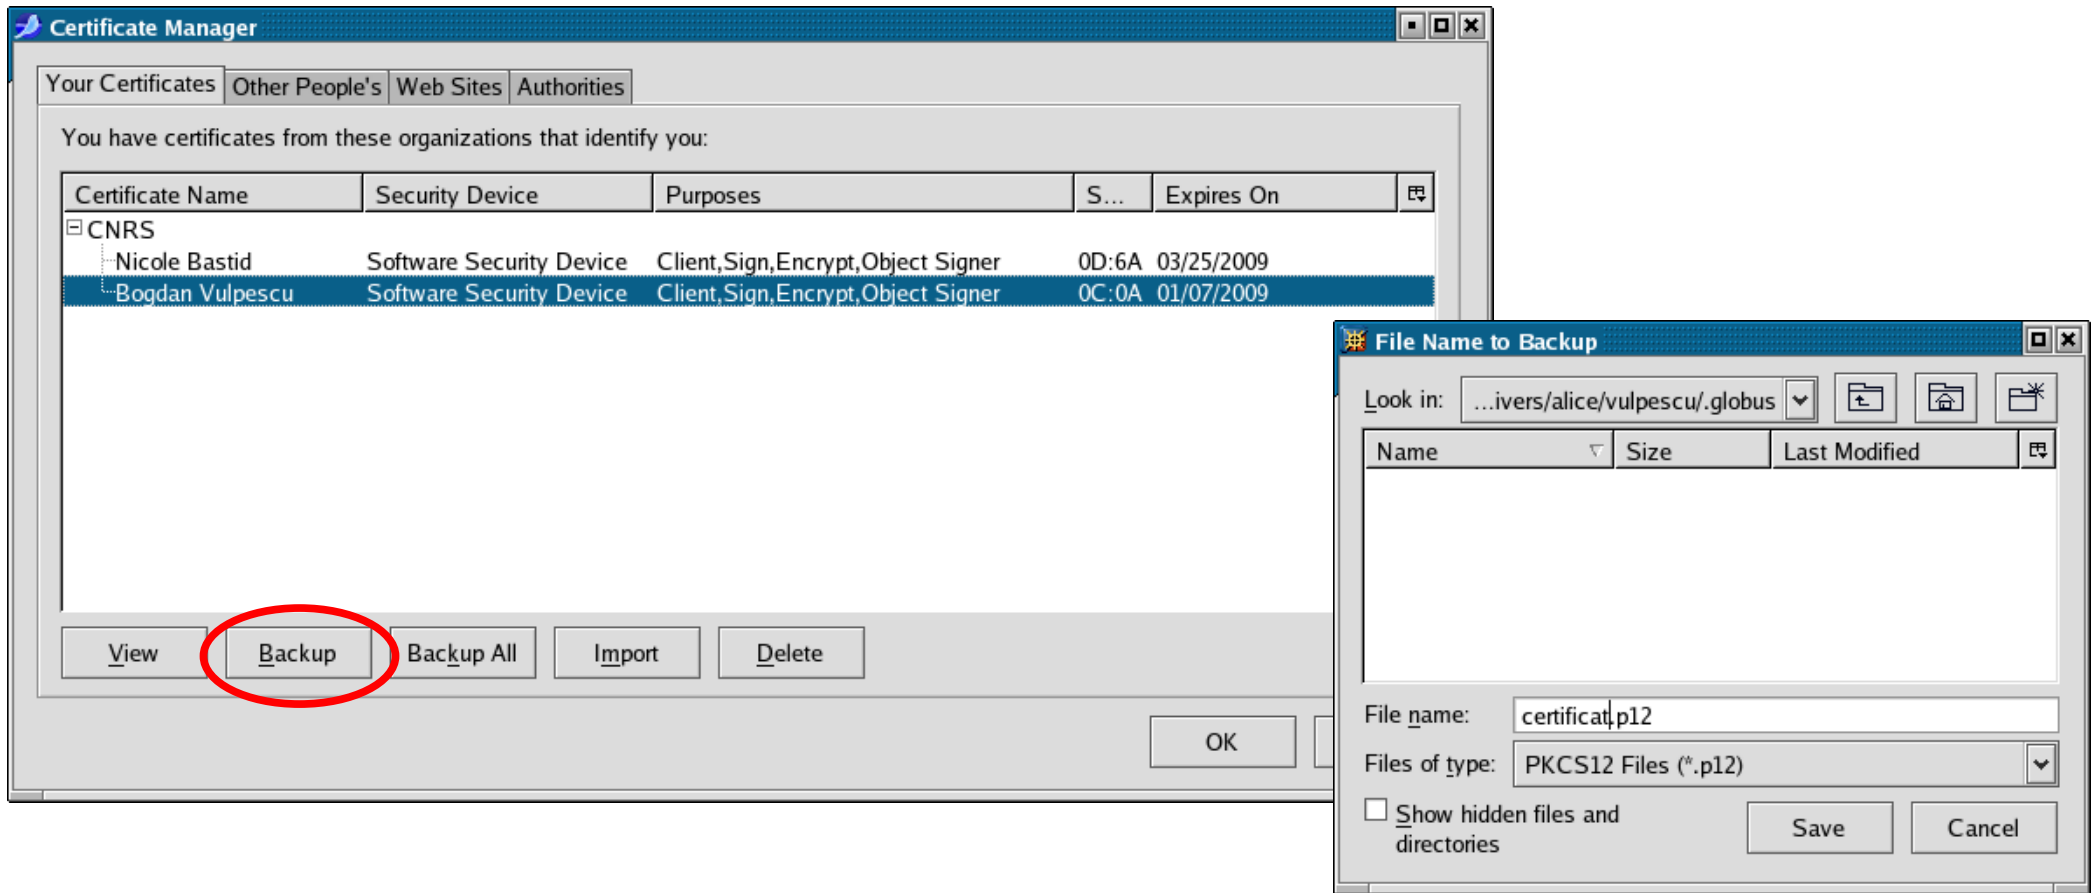 Certificate Manager
Your Certificates Other People's Web Sites Authorities
You have certificates from these organizations that identify you:
Certificate Name Security Device Purposes S... Expires On
CNRS
Nicole Bastid Software Security Device Client,Sign,Encrypt,Object Signer 0D:6A 03/25/2009
Bogdan Vulpescu Software Security Device Client,Sign,Encrypt,Object Signer 0C:0A 01/07/2009
View Backup Backup All Import Delete
OK
File Name to Backup
Look in: ...ivers/alice/vulpescu/.globus
Name Size Last Modified
File name: certificat.p12
Files of type: PKCS12 Files (*.p12)
Show hidden files and
directories
Save Cancel